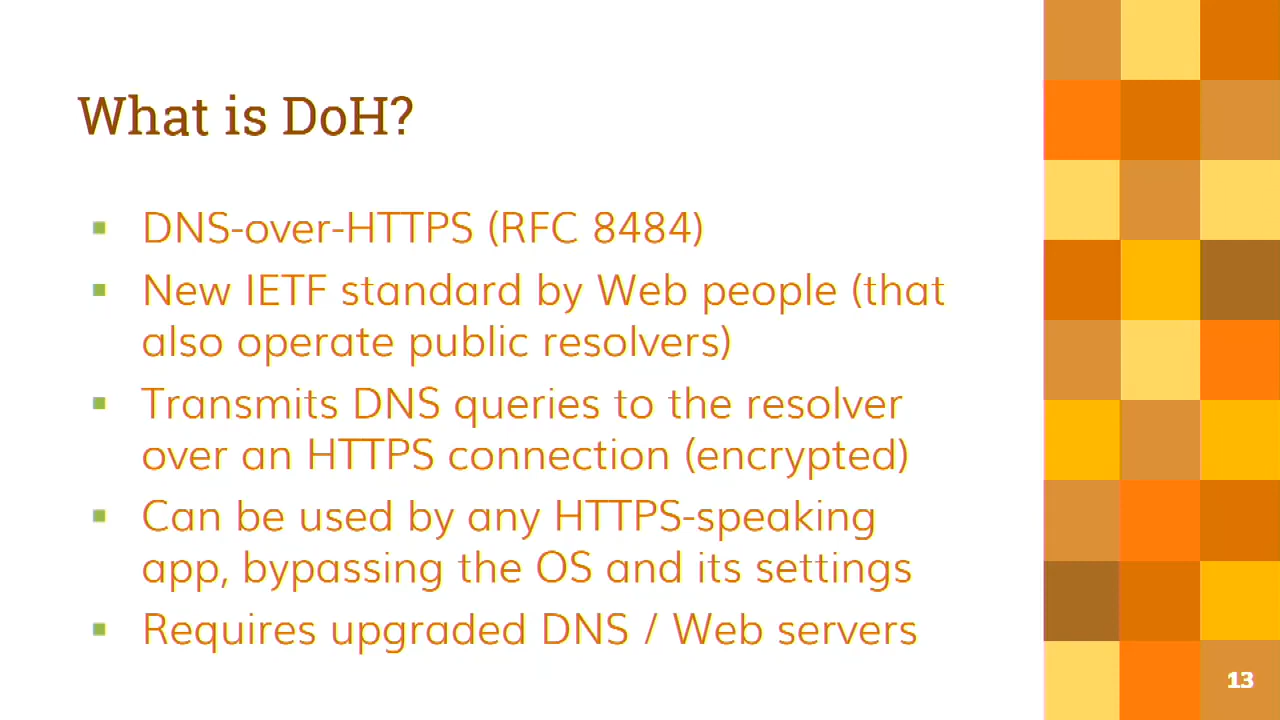 What is DoH?
DNS-over-HTTPS (RFC 8484)
New IETF standard by Web people (that
also operate public resolvers)
Transmits DNS queries to the resolver
over an HTTPS connection (encrypted)
Can be used by any HTTPS-speaking
app, bypassing the OS and its settings
Requires upgraded DNS / Web servers
13